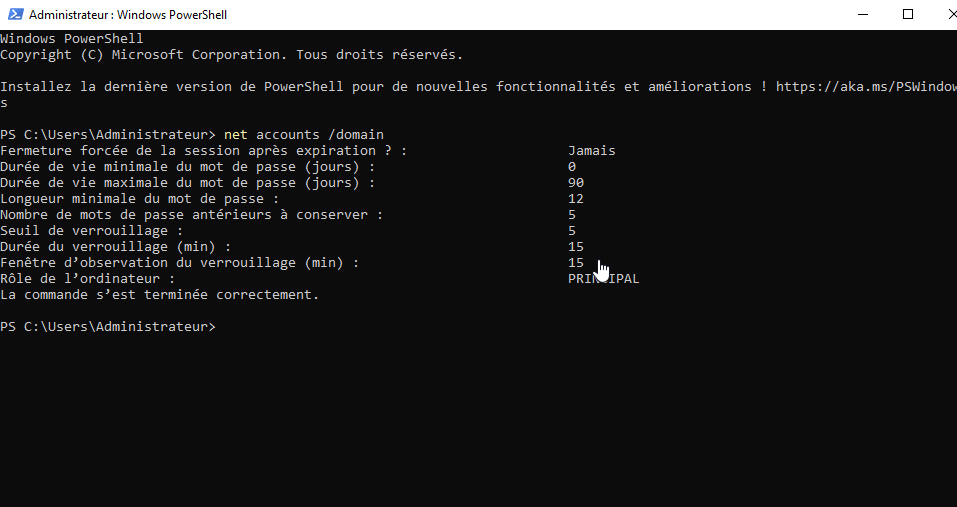 Administrateur : Windows PowerShell
Windows PowerShell
Copyright (C) Microsoft Corporation. Tous droits réservés.
Installez la dernière version de PowerShell pour de nouvelles fonctionnalités et améliorations ! https://aka.ms/PSWindow
s
PS C:\Users\Administrateur> net accounts /domain
Fermeture forcée de la session après expiration ? : Jamais
Durée de vie minimale du mot de passe (jours) : 0
Durée de vie maximale du mot de passe (jours) : 90
Longueur minimale du mot de passe : 12
Nombre de mots de passe antérieurs à conserver : 5
Seuil de verrouillage : 5
Durée du verrouillage (min) : 15
Fenêtre d’observation du verrouillage (min) : 15
Rôle de l’ordinateur : PRINCIPAL
La commande s’est terminée correctement.
PS C:\Users\Administrateur>